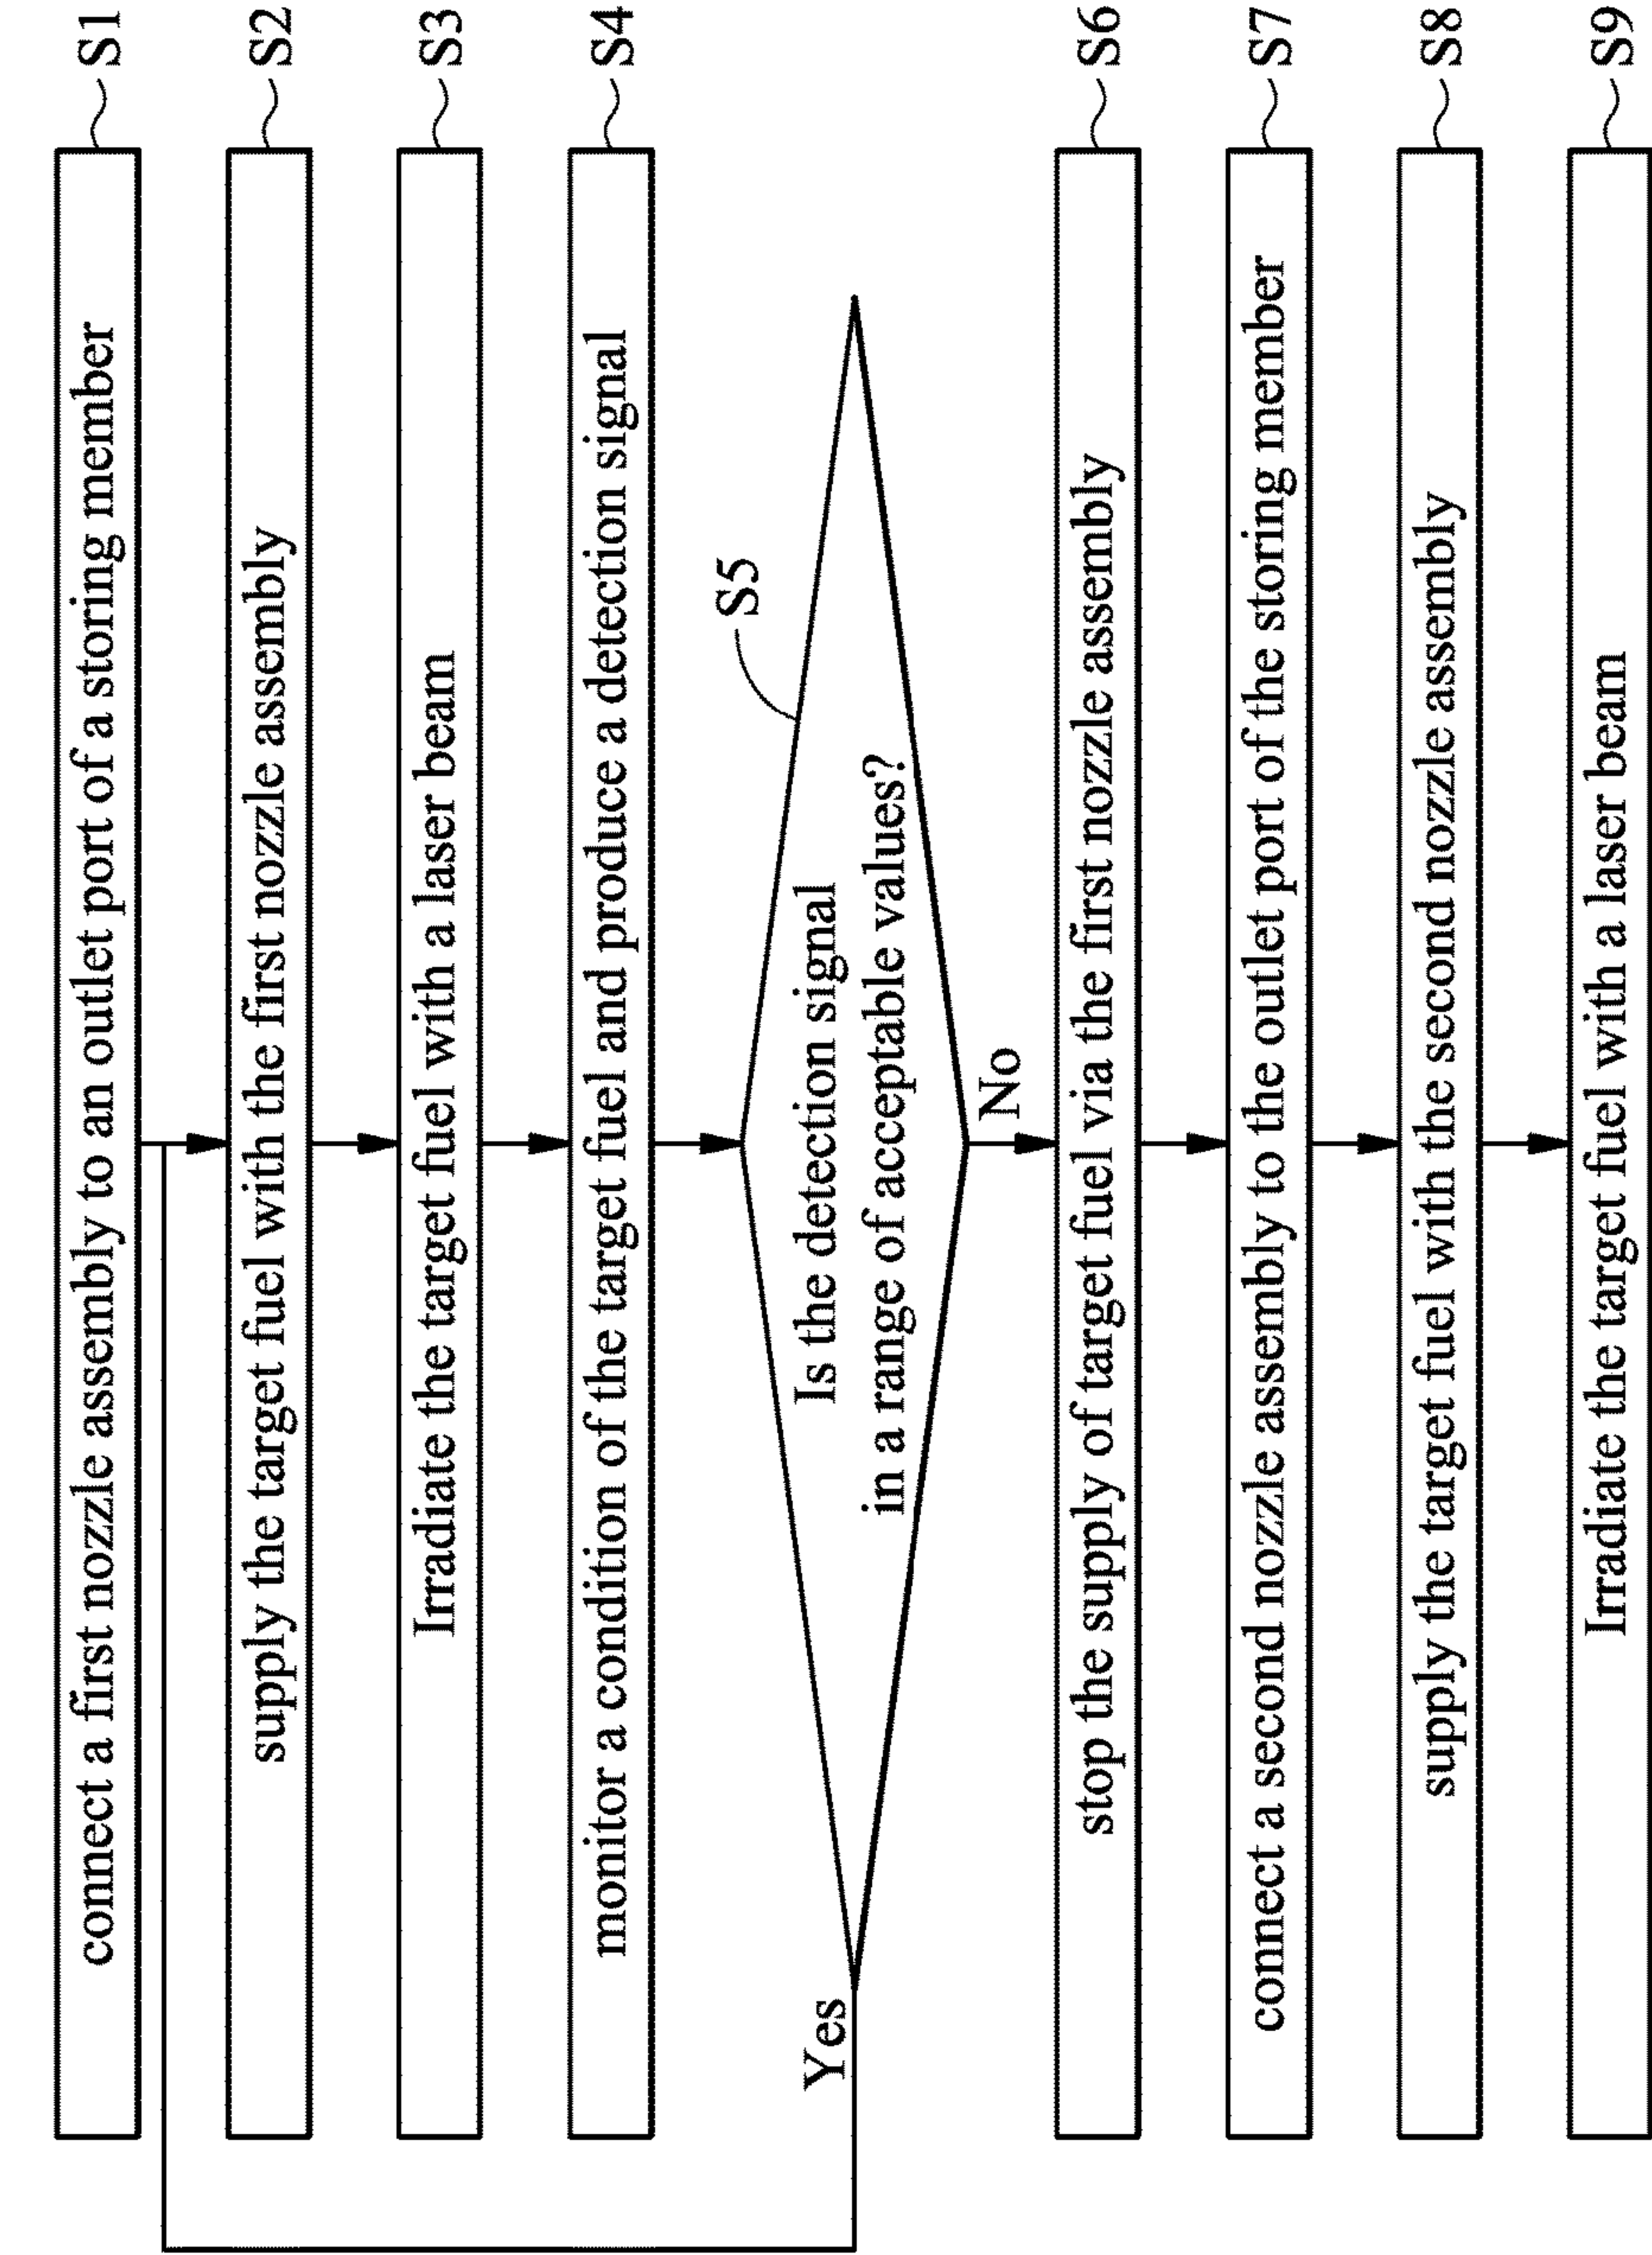 connect a first nozzle assembly to an outlet port of a storing member
S1
supply the target fuel with the first nozzle assembly
S2
Irradiate the target fuel with a laser beam
S3
monitor a condition of the target fuel and produce a detection signal
S4
S5
Is the detection signal
in a range of acceptable values?
Yes
No
stop the supply of target fuel via the first nozzle assembly
S6
connect a second nozzle assembly to the outlet port of the storing member
S7
supply the target fuel with the second nozzle assembly
S8
Irradiate the target fuel with a laser beam
S9